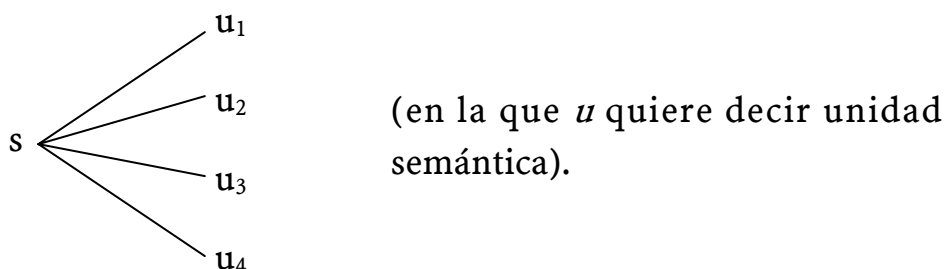 u₁
u₂
(en la que u quiere decir unidad
s
semántica).
u₃
u₄